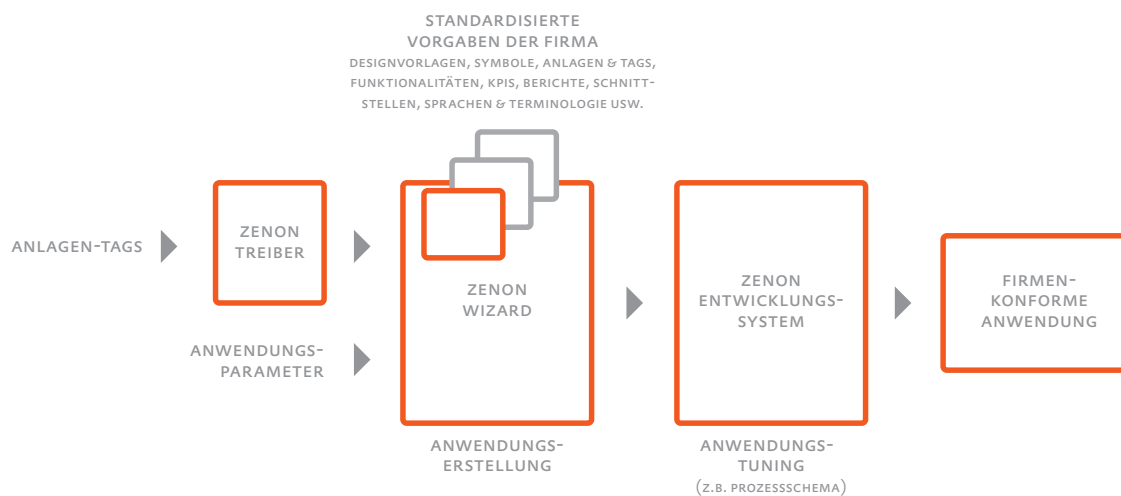 STANDARDISIERTE
VORGABEN DER FIRMA
DESIGNVORLAGEN, SYMBOLE, ANLAGEN & TAGS,
FUNKTIONALITÄTEN, KPIS, BERICHTE, SCHNITT-
STELLEN, SPRACHEN & TERMINOLOGIE USW.
ANLAGEN-TAGS
ZENON
TREIBER
ANWENDUNGS-
PARAMETER
ZENON
WIZARD
ANWENDUNGS-
ERSTELLUNG
ZENON
ENTWICKLUNGS-
SYSTEM
ANWENDUNGS-
TUNING
(Z.B. PROZESSSCHEMA)
FIRMEN-
KONFORME
ANWENDUNG